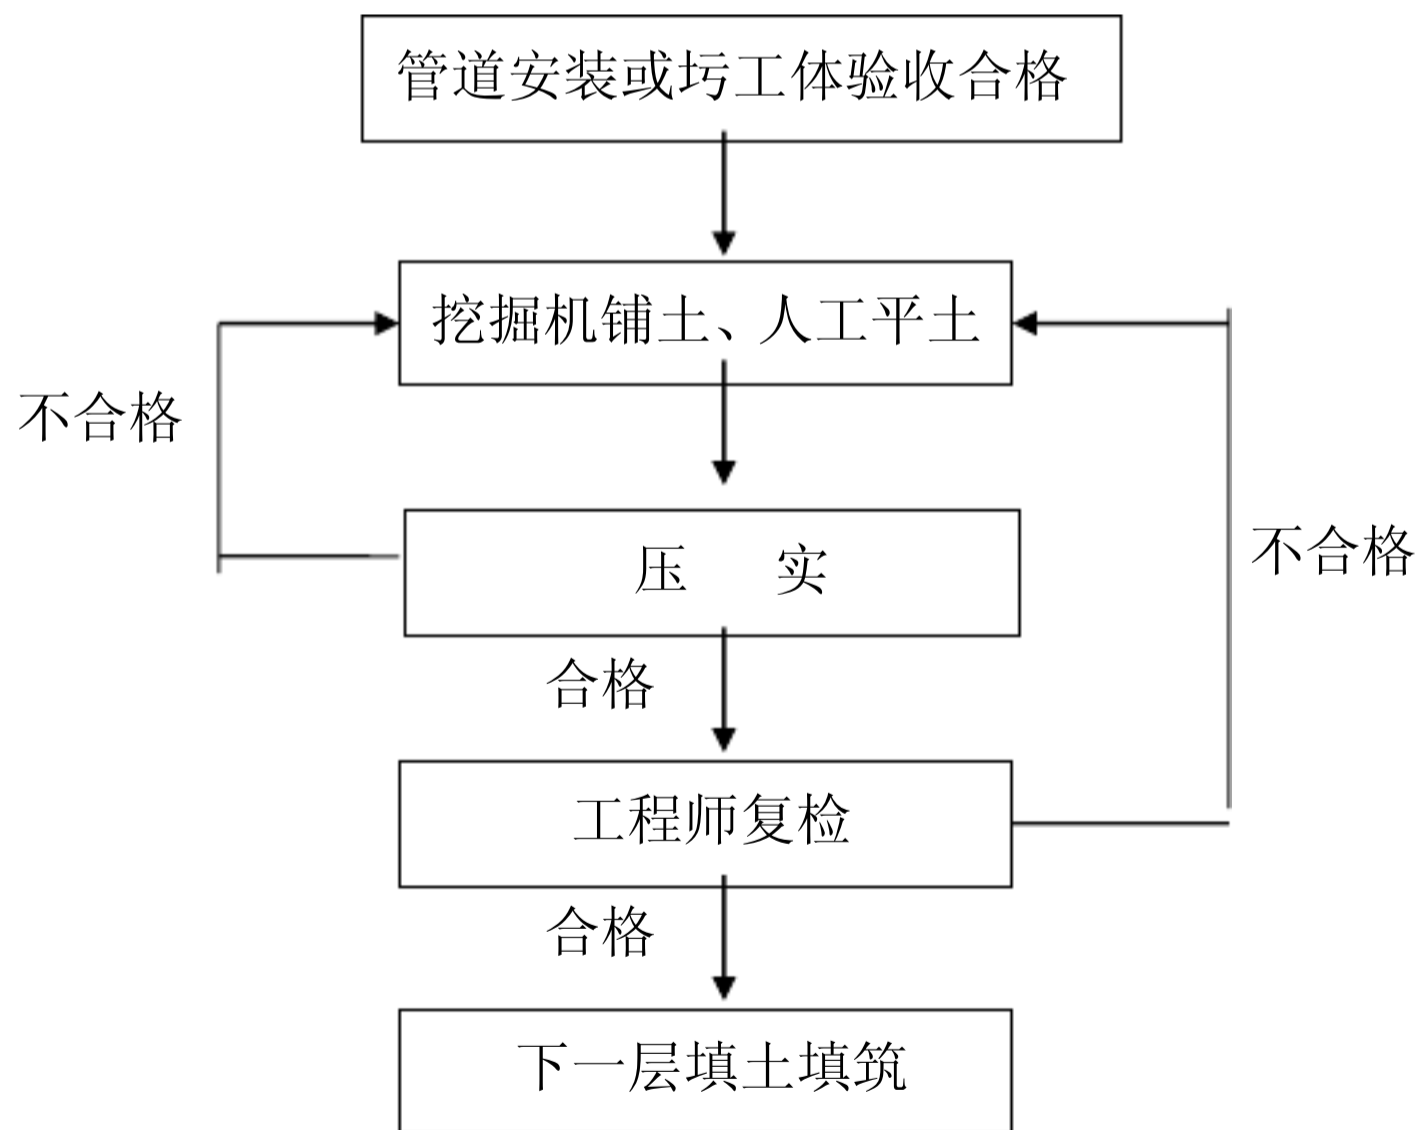 管道安装或圬工体验收合格
挖掘机铺土、人工平土
不合格
不合格
压 实
合格
工程师复检
合格
下一层填土填筑